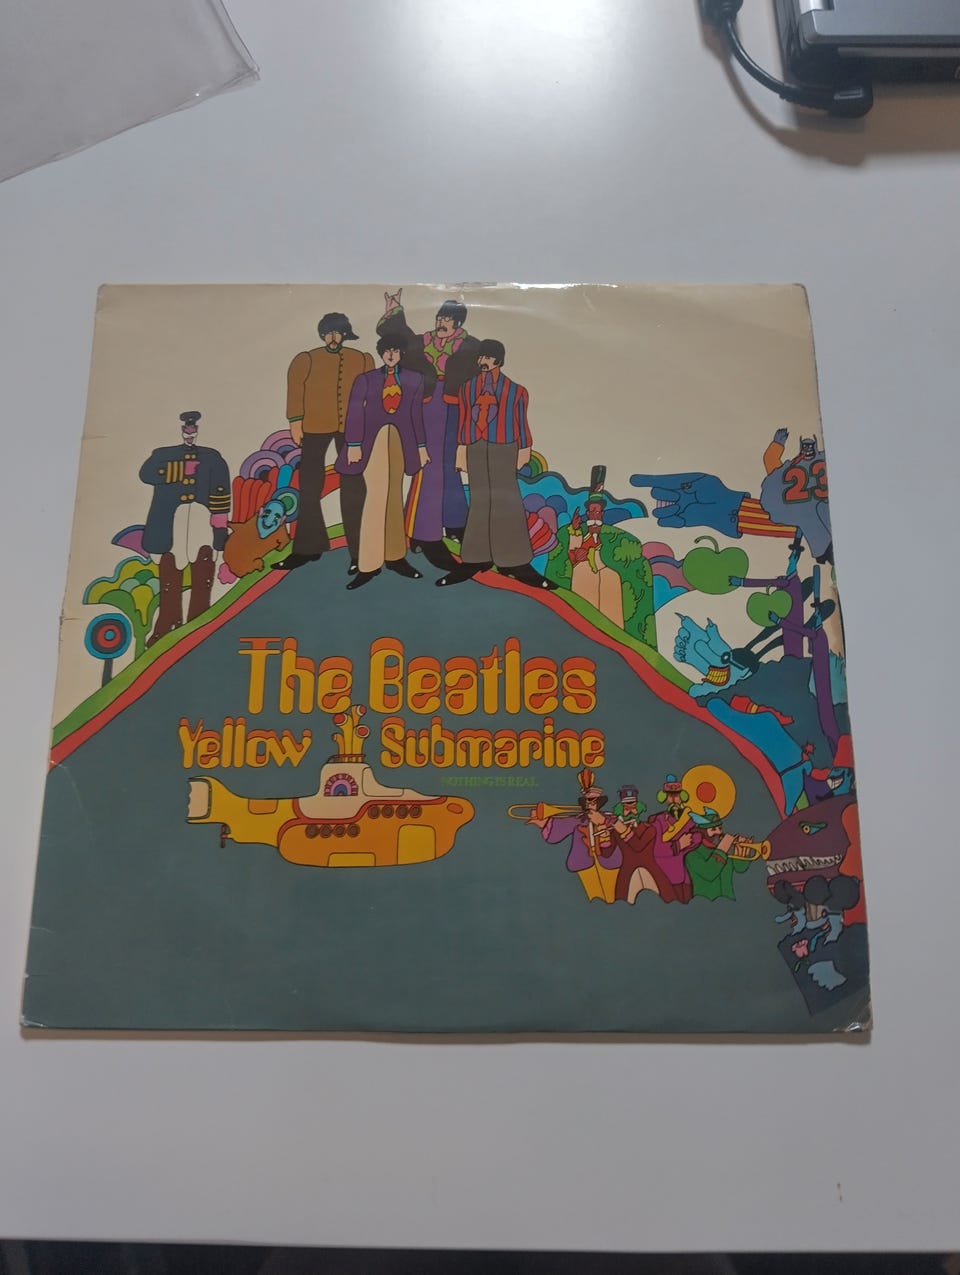 23
The Beatles
Yellow Submarine
NOTHING IS REAL